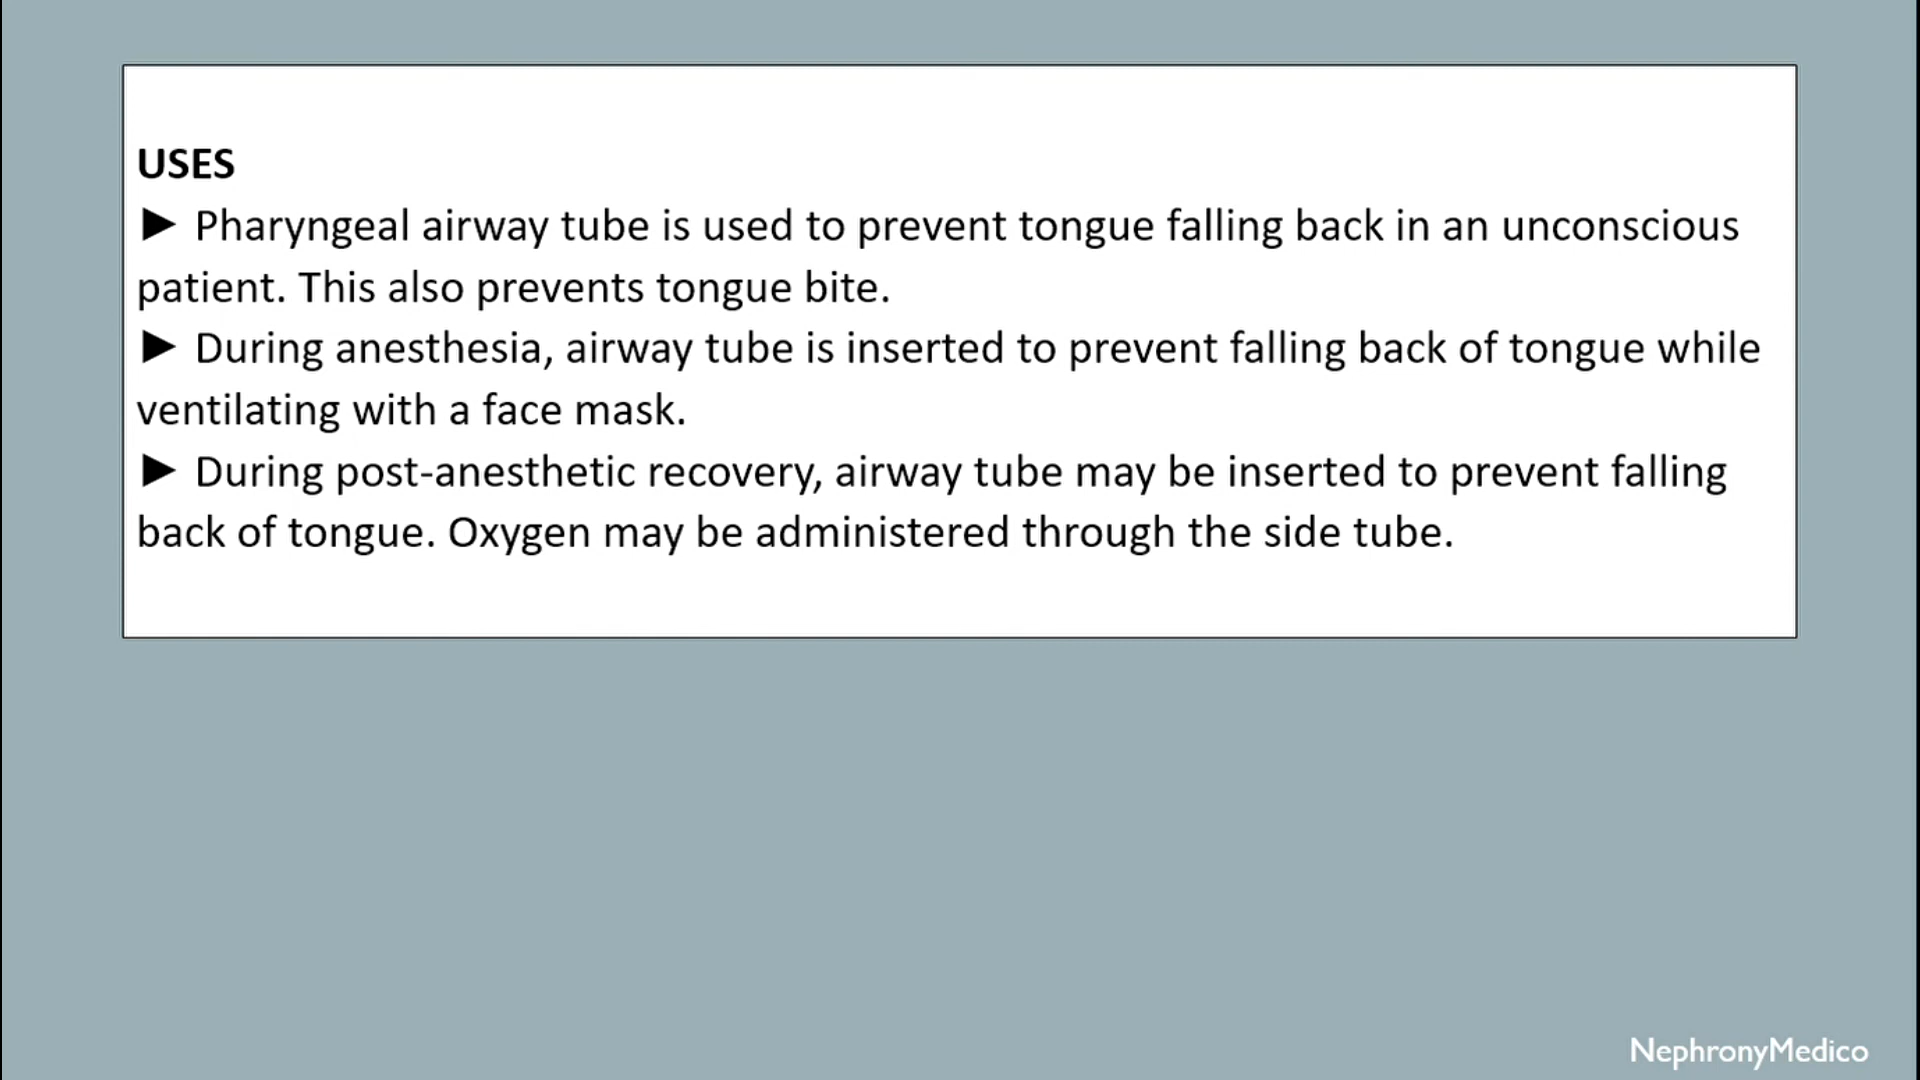 USES
► Pharyngeal airway tube is used to prevent tongue falling back in an unconscious
patient. This also prevents tongue bite.
► During anesthesia, airway tube is inserted to prevent falling back of tongue while
ventilating with a face mask.
► During post-anesthetic recovery, airway tube may be inserted to prevent falling
back of tongue. Oxygen may be administered through the side tube.
NephronyMedico